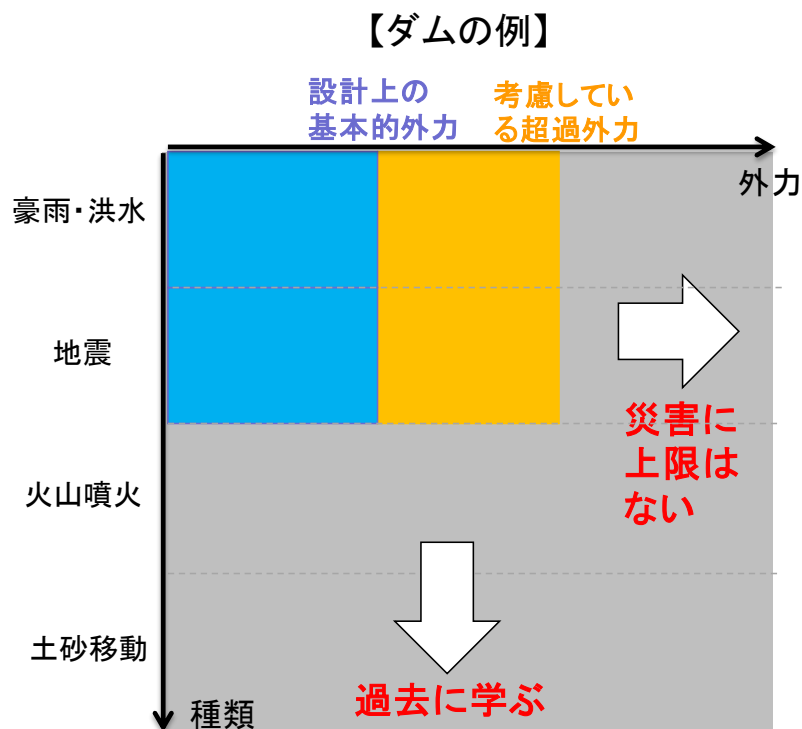 【ダムの例】
設計上の
基本的外力
考慮してい
る超過外力
外力
豪雨・洪水
地震
災害に
上限は
ない
火山噴火
土砂移動
過去に学ぶ
種類